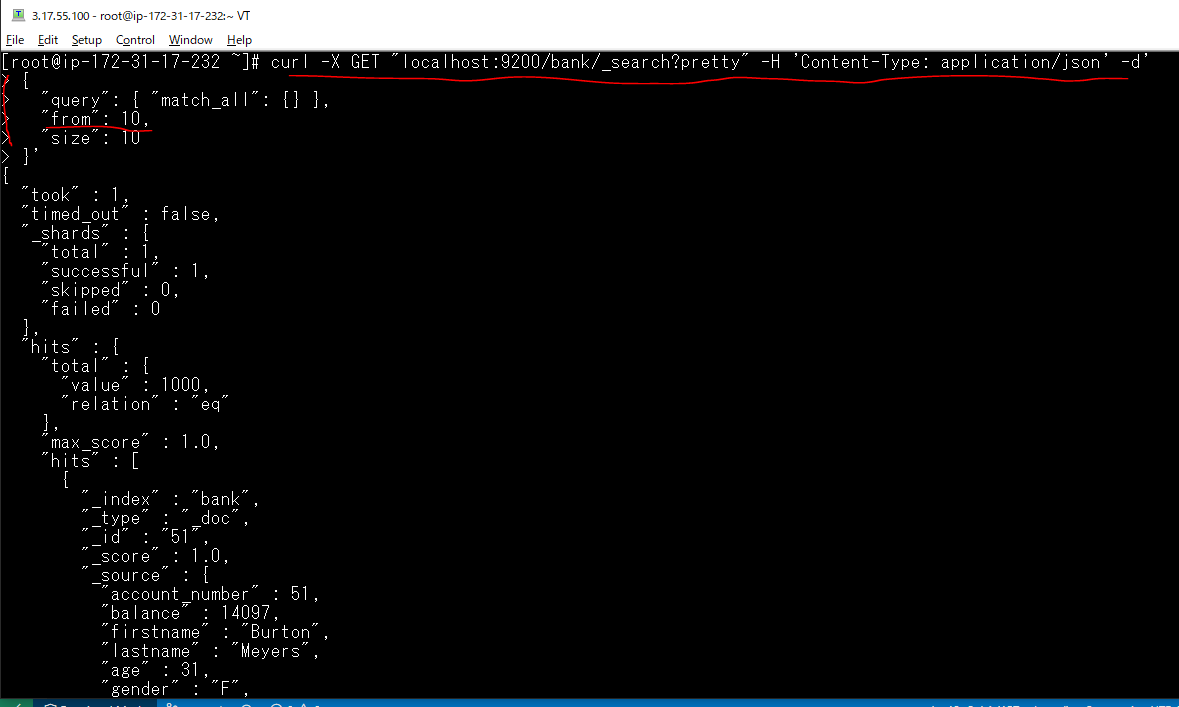 3.17.55.100 - root@ip-172-31-17-232:~ VT
File Edit Setup Control Window Help
[root@ip-172-31-17-232 ~]# curl -X GET "localhost:9200/bank/_search?pretty" -H 'Content-Type: application/json' -d'
> {
>   "query": { "match_all": {} },
>   "from": 10,
>   "size": 10
> }'
{
  "took" : 1,
  "timed_out" : false,
  "_shards" : {
    "total" : 1,
    "successful" : 1,
    "skipped" : 0,
    "failed" : 0
  },
  "hits" : {
    "total" : {
      "value" : 1000,
      "relation" : "eq"
    },
    "max_score" : 1.0,
    "hits" : [
      {
        "_index" : "bank",
        "_type" : "_doc",
        "_id" : "51",
        "_score" : 1.0,
        "_source" : {
          "account_number" : 51,
          "balance" : 14097,
          "firstname" : "Burton",
          "lastname" : "Meyers",
          "age" : 31,
          "gender" : "F",